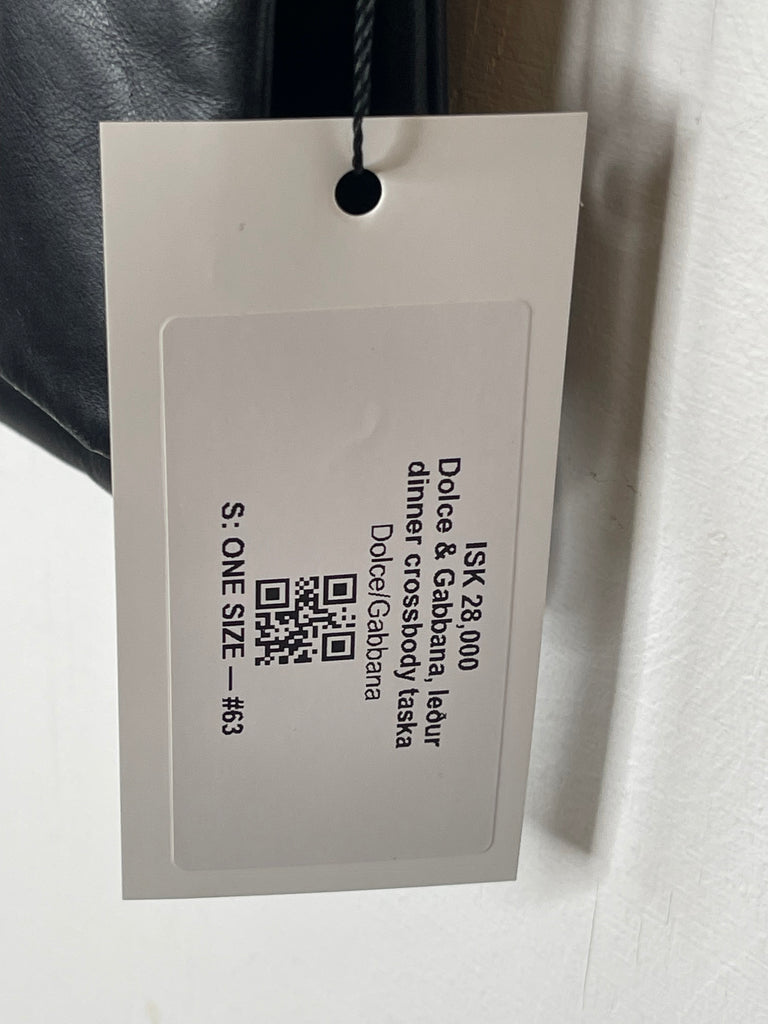 ISK 28,000
Dolce & Gabbana, leður
dinner crossbody taska
Dolce/Gabbana
S: ONE SIZE — #63